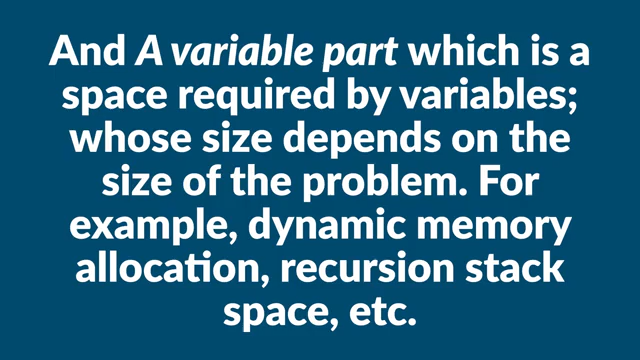 And A variable part which is a
space required by variables;
whose size depends on the
size of the problem. For
example, dynamic memory
allocation, recursion stack
space, etc.